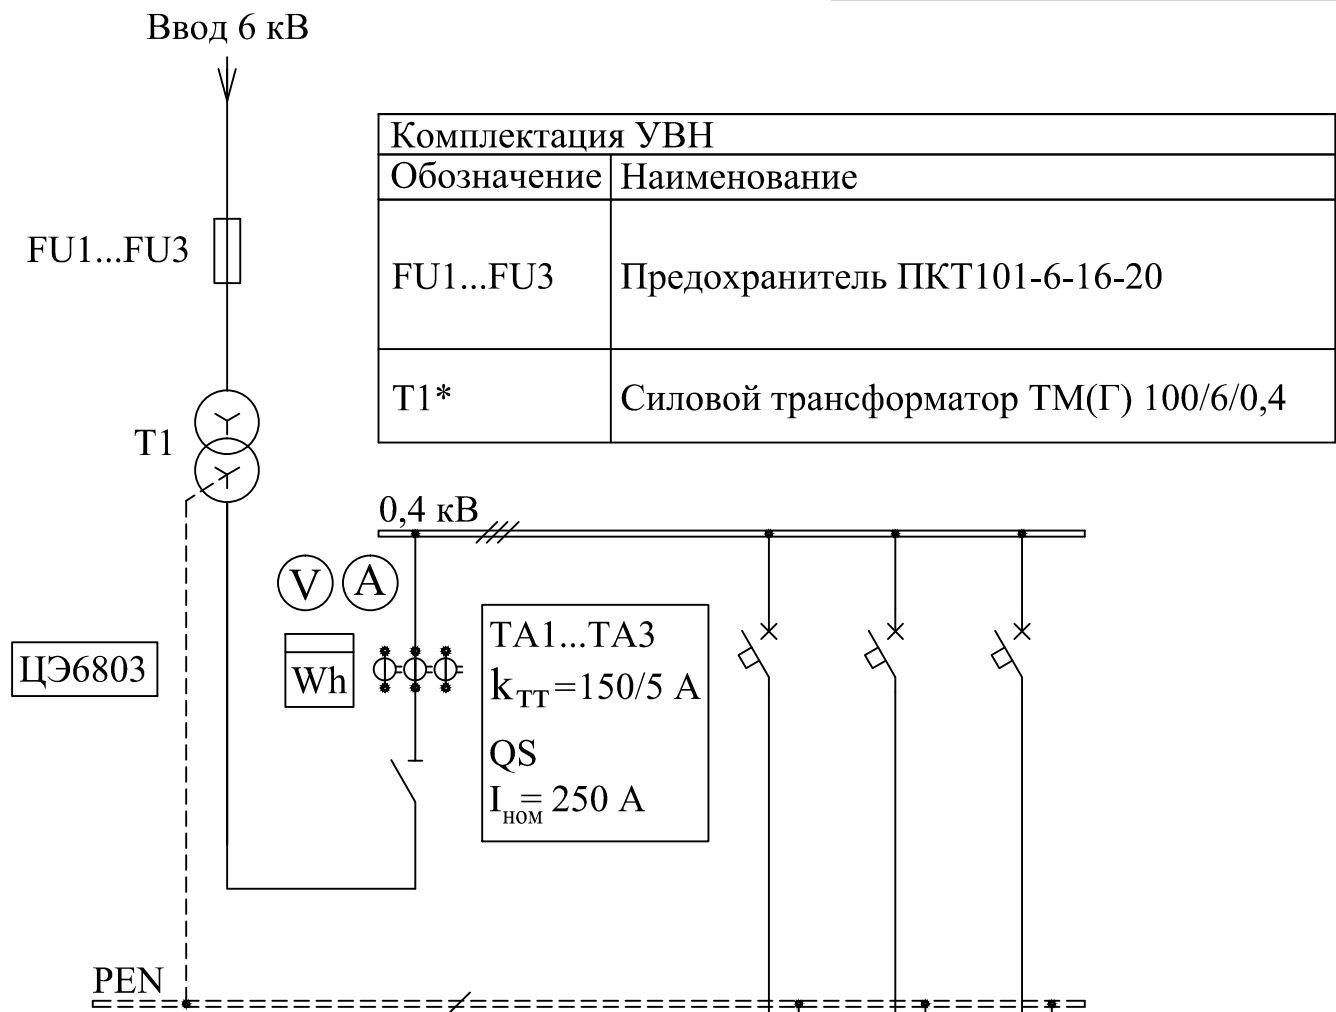 Ввод 6 кВ
Комплектация УВН
Обозначение Наименование
FU1...FU3
FU1...FU3 Предохранитель ПКТ101-6-16-20
T1* Силовой трансформатор ТМ(Г) 100/6/0,4
T1
0,4 кВ
V A
TA1...TA3
ЦЭ6803
Wh
kТТ=150/5 А
QS
Iном= 250 А
PEN